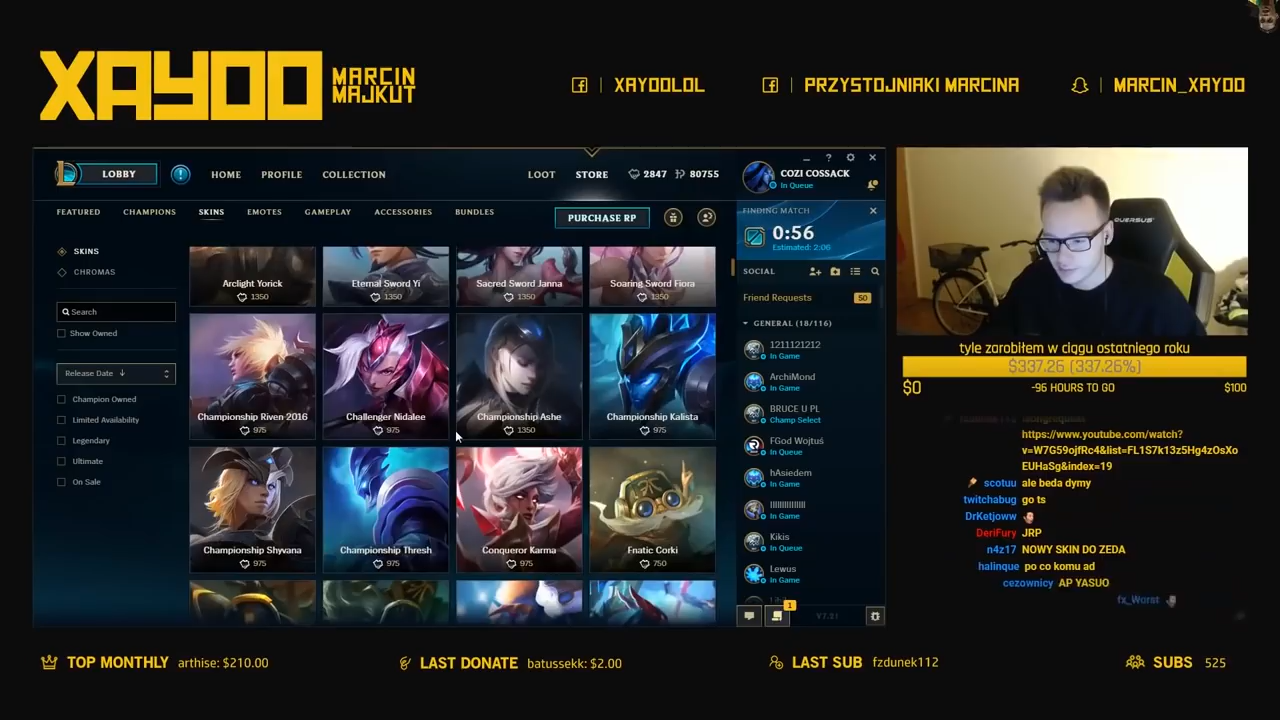 XAYOO
MARCIN
MAJKUT
XAYOOLOL
PRZYSTOJNIAKI MARCINA
MARCIN_XAYOO
LOBBY
HOME
PROFILE
COLLECTION
LOOT
STORE
2847
80755
COZI COSSACK
In Queue
FEATURED
CHAMPIONS
SKINS
EMOTES
GAMEPLAY
ACCESSORIES
BUNDLES
PURCHASE RP
FINDING MATCH
0:56
Estimated: 2:06
SKINS
CHROMAS
Search
Show Owned
Release Date
Champion Owned
Limited Availability
Legendary
Ultimate
On Sale
Arclight Yorick
1350
Eternal Sword Yi
1350
Sacred Sword Janna
1350
Soaring Sword Fiora
1350
Championship Riven 2016
975
Challenger Nidalee
975
Championship Ashe
1350
Championship Kalista
975
Championship Shyvana
975
Championship Thresh
975
Conqueror Karma
975
Fnatic Corki
750
SOCIAL
Friend Requests
50
GENERAL (18/116)
1211121212
In Game
ArchiMond
In Game
BRUCE U PL
Champ Select
FGod Wojtuś
In Queue
hAsiedem
In Game
In Game
Kikis
In Queue
Lewus
In Game
1
V7.21
QUERSUS
tyle zarobiłem w ciągu ostatniego roku
$337.26 (337.26%)
$0
-96 HOURS TO GO
$100
https://www.youtube.com/watch?
v=W7G59ojfRc4&list=FL1S7k13z5Hg4zOsXo
EUHaSg&index=19
scotuu ale beda dymy
twitchabug go ts
DrKetjoww
DeriFury JRP
n4z17 NOWY SKIN DO ZEDA
halinque po co komu ad
cezownicy AP YASUO
fx_Worst
TOP MONTHLY arthise: $210.00
LAST DONATE batussekk: $2.00
LAST SUB fzdunek112
SUBS 525